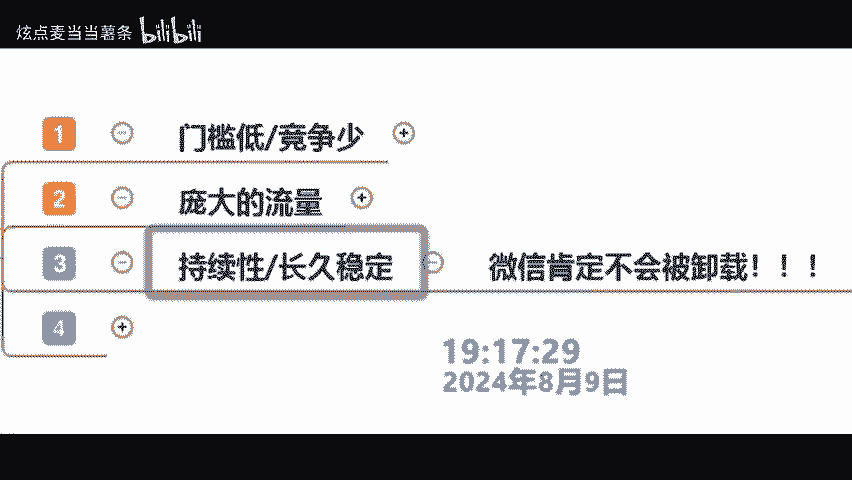 炫点麦当当薯条 bilibili
1 门槛低/竞争少
2 庞大的流量
3 持续性/长久稳定 微信肯定不会被卸载！！！
4
19:17:29
2024年8月9日